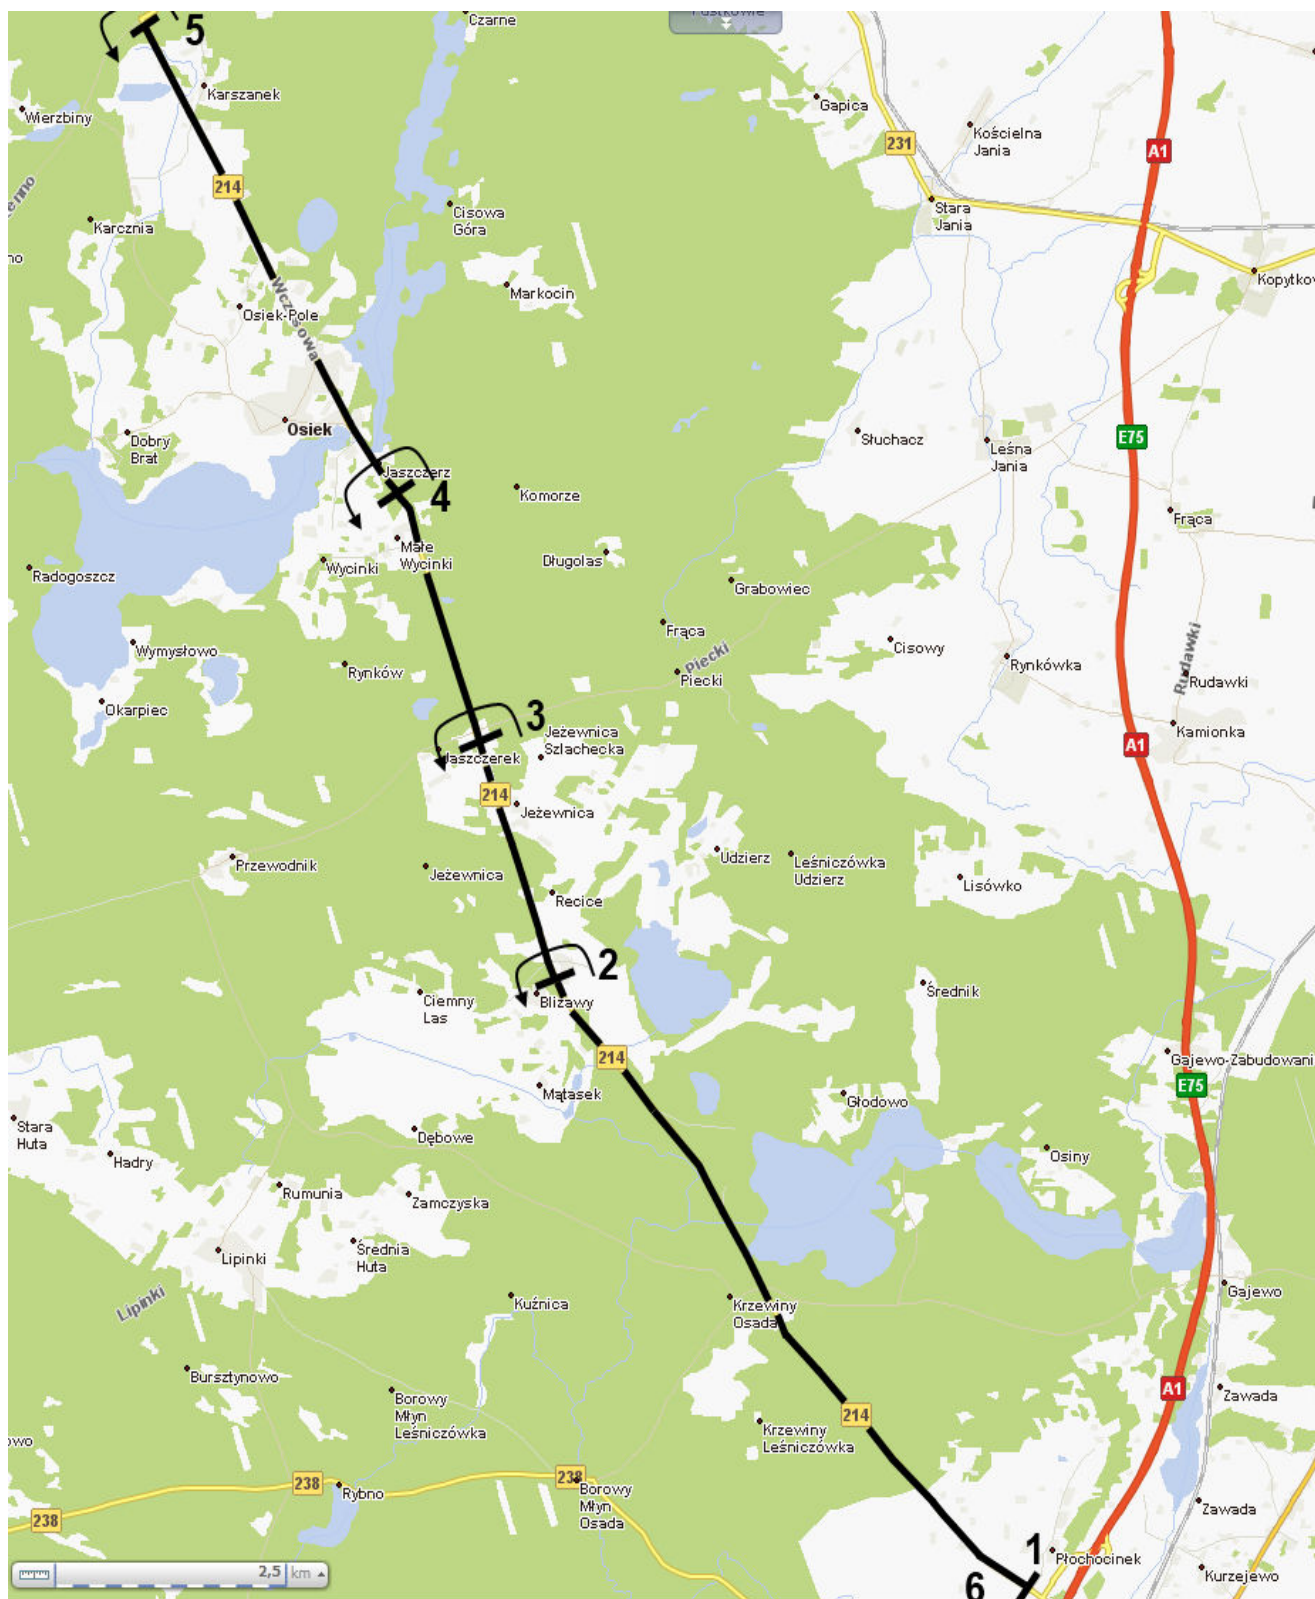 5
Czarne
Karszanek
Wierzbiny
Gapica
Kościelna
Jania
231
A1
214
Karcznia
Cisowa
Góra
Stara
Jania
no
Markocin
Kopytkov
Wczasowa
Osiek-Pole
Osiek
Dobry
Brat
Słuchacz
Leśna
Jania
E75
Jaszczerz
4
Komorze
Frąca
Małe
Wycinki
Wycinki
Długolas
Radogoszcz
Grabowiec
Frąca
Wymysłowo
Cisowy
Rynków
Piecki
Piecki
Rynkówka
Rudawki
Rudawki
Okarpiec
3
Jeżewnica
Szlachecka
Kamionka
A1
Jaszczerek
214
Jeżewnica
Przewodnik
Jeżewnica
Udzierz
Leśniczówka
Udzierz
Lisówko
Recice
2
Ciemny
Las
Bliżawy
Średnik
214
Gajewo-Zabudowani
E75
Mątasek
Głodowo
Stara
Huta
Dębowe
Osiny
Hadry
Rumunia
Zamczyska
Lipinki
Średnia
Huta
Gajewo
Lipinki
Kuźnica
Krzewiny
Osada
Bursztynowo
Borowy
Młyn
Leśniczówka
A1
Zawada
214
Krzewiny
Leśniczówka
owo
238
238
Rybno
Borowy
Młyn
Osada
238
Zawada
1
Płochocinek
2,5 km
6
Kurzejewo